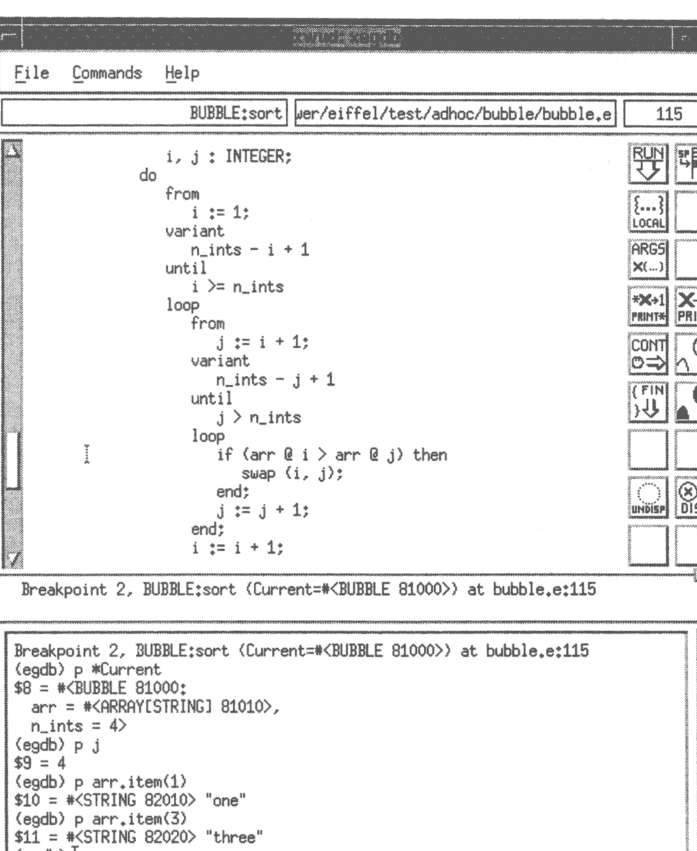 File Commands Help
BUBBLE:sort wer/eiffel/test/adhoc/bubble/bubble.e 115
i, j : INTEGER;
do
from
i := 1;
variant
n_ints - i + 1
until
i >= n_ints
loop
from
j := i + 1;
variant
n_ints - j + 1
until
j > n_ints
loop
if (arr @ i > arr @ j) then
swap (i, j);
end;
j := j + 1;
end;
i := i + 1;
RUN
{...}
LOCAL
ARGS
X(...)
*X→1
PRINT*
CONT
(FIN
UNDISP
Breakpoint 2, BUBBLE:sort (Current=#<BUBBLE 81000>) at bubble.e:115
Breakpoint 2, BUBBLE:sort (Current=#<BUBBLE 81000>) at bubble.e:115
(egdb) p *Current
$8 = #<BUBBLE 81000:
arr = #<ARRAY[STRING] 81010>,
n_ints = 4>
(egdb) p j
$9 = 4
(egdb) p arr.item(1)
$10 = #<STRING 82010> "one"
(egdb) p arr.item(3)
$11 = #<STRING 82020> "three"